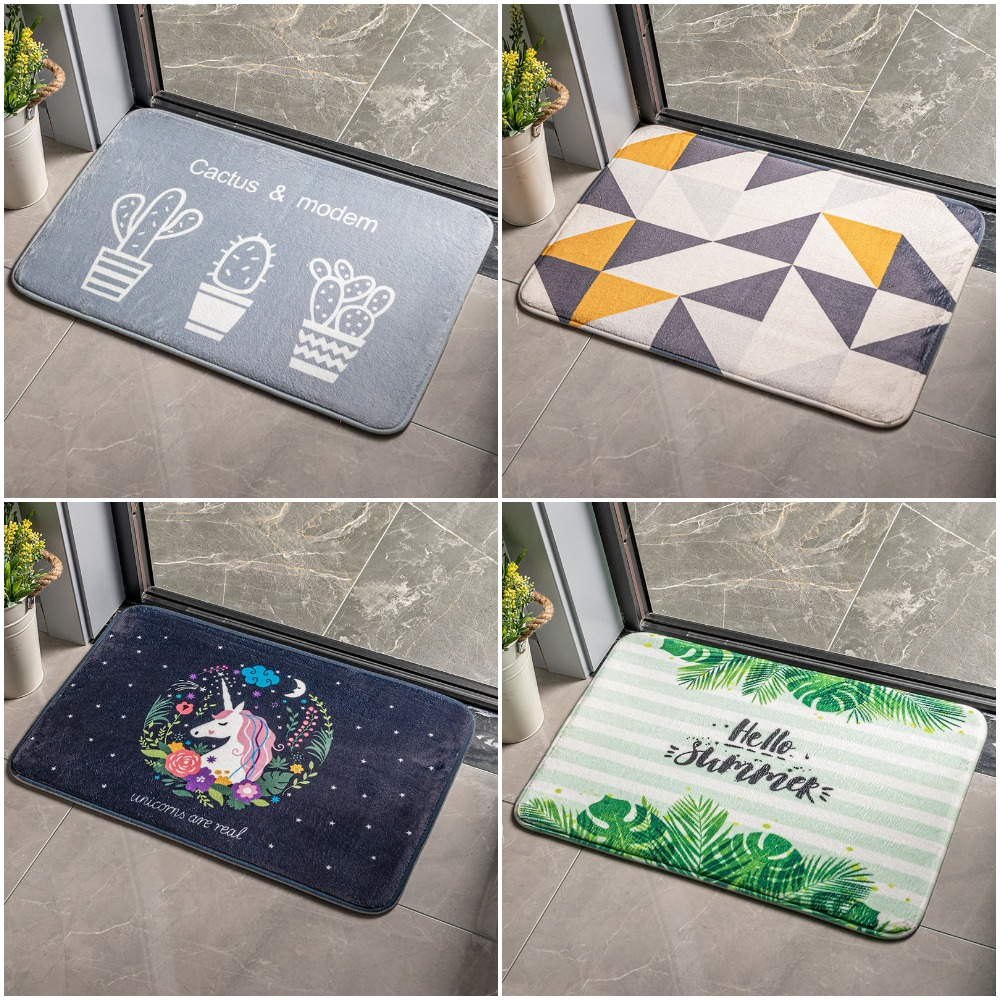 Cactus & modem
unicorns are real
Hello
Summer